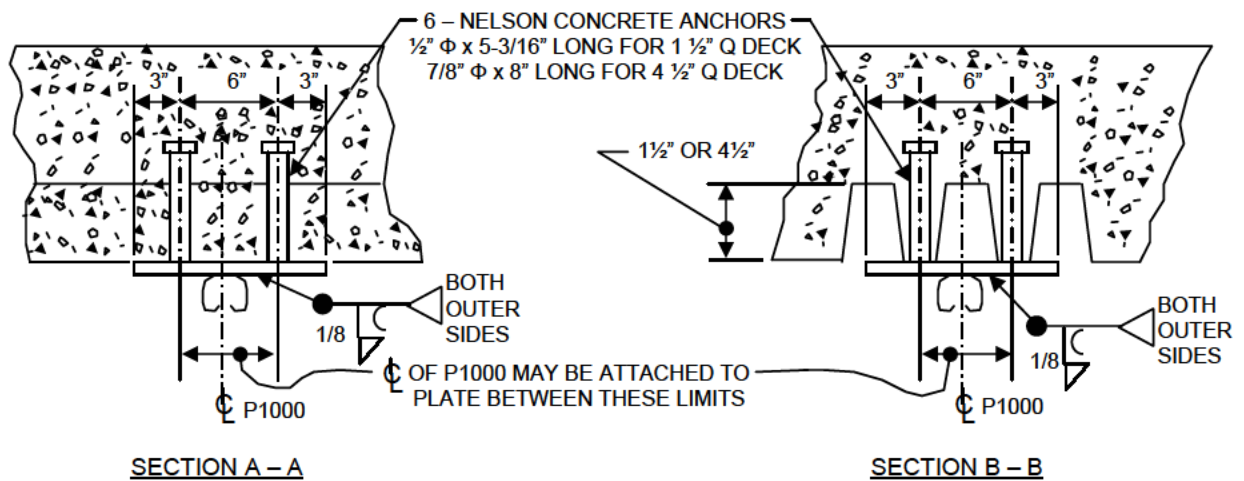 6 – NELSON CONCRETE ANCHORS
½” Φ x 5-3/16” LONG FOR 1 ½” Q DECK
7/8” Φ x 8” LONG FOR 4 ½” Q DECK
3” 6” 3”
3” 6” 3”
1½” OR 4½”
BOTH
OUTER
SIDES
1/8
BOTH
OUTER
SIDES
1/8
℄ OF P1000 MAY BE ATTACHED TO
PLATE BETWEEN THESE LIMITS
℄ P1000
℄ P1000
SECTION A – A
SECTION B – B